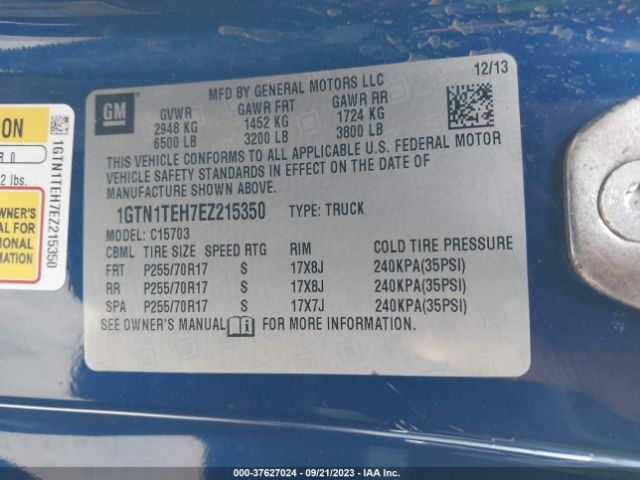 MFD BY GENERAL MOTORS LLC
12/13
GM
GVWR GAWR FRT GAWR RR
2948 KG 1452 KG 1724 KG
6500 LB 3200 LB 3800 LB
THIS VEHICLE CONFORMS TO ALL APPLICABLE U.S. FEDERAL MOTOR
VEHICLE SAFETY STANDARDS IN EFFECT ON THE DATE OF
MANUFACTURE SHOWN ABOVE.
1GTN1TEH7EZ215350 TYPE: TRUCK
MODEL: C15703
CBML TIRE SIZE SPEED RTG RIM COLD TIRE PRESSURE
FRT P255/70R17 S 17X8J 240KPA(35PSI)
RR P255/70R17 S 17X8J 240KPA(35PSI)
SPA P255/70R17 S 17X7J 240KPA(35PSI)
SEE OWNER'S MANUAL FOR MORE INFORMATION.
ON
R 0
2 lbs.
OWNER'S
AL FOR
IONAL
MATION
1GTN1TEH7EZ215350
000-37627024 - 09/21/2023 - IAA Inc.